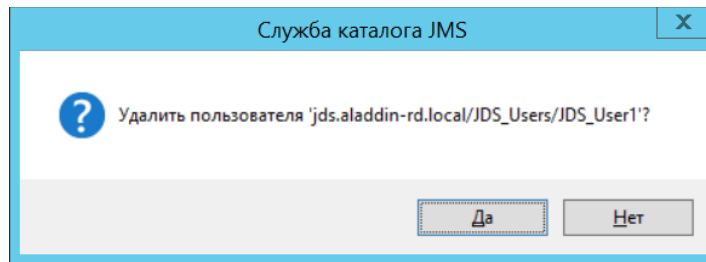 Служба каталога JMS
X
?
Удалить пользователя 'jds.aladdin-rd.local/JDS_Users/JDS_User1'?
Да
Нет